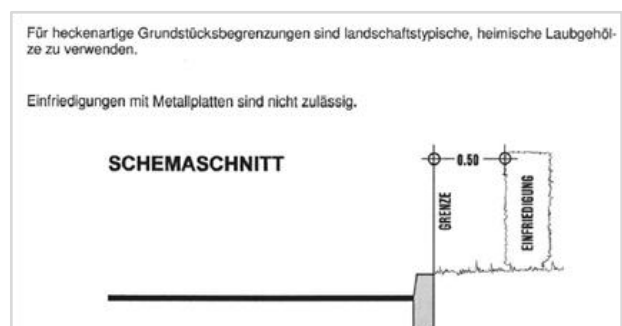 Für heckenartige Grundstücksbegrenzungen sind landschaftstypische, heimische Laubgehöl-
ze zu verwenden.
Einfriedigungen mit Metallplatten sind nicht zulässig.
SCHEMASCHNITT
0.50
GRENZE
EINFRIEDIGUNG